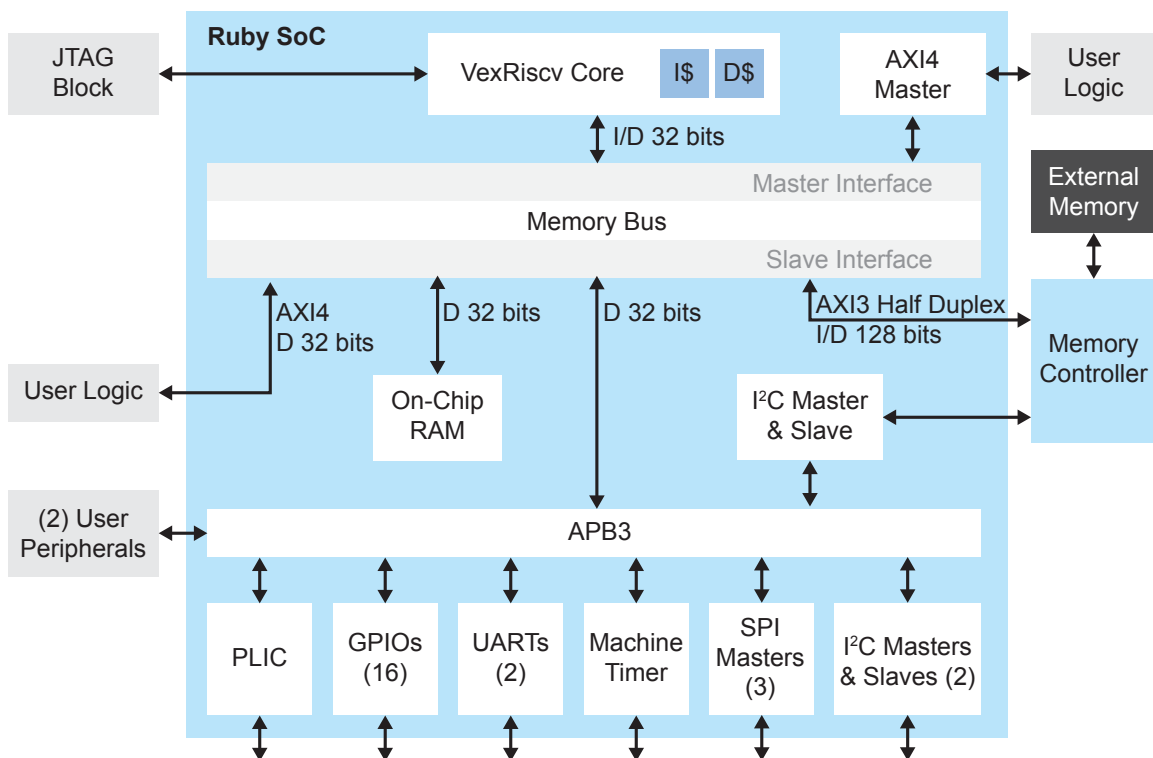 Ruby SoC
JTAG
Block
VexRiscv Core
I$
D$
AXI4
Master
User
Logic
I/D 32 bits
External
Memory
Master Interface
Memory Bus
Slave Interface
AXI4
D 32 bits
D 32 bits
D 32 bits
AXI3 Half Duplex
I/D 128 bits
Memory
Controller
User Logic
On-Chip
RAM
I²C Master
& Slave
(2) User
Peripherals
APB3
PLIC
GPIOs
(16)
UARTs
(2)
Machine
Timer
SPI
Masters
(3)
I²C Masters
& Slaves (2)